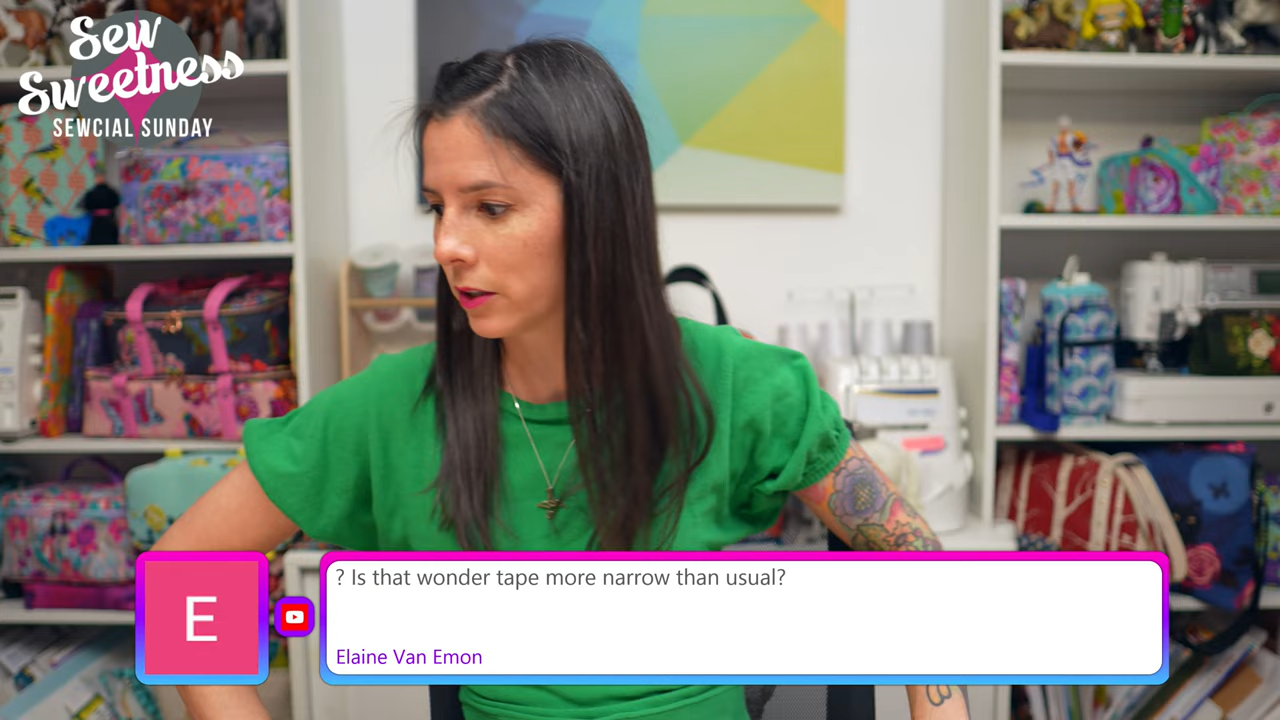 Sew
Sweetness
SEWCIAL SUNDAY
? Is that wonder tape more narrow than usual?
E
Elaine Van Emon